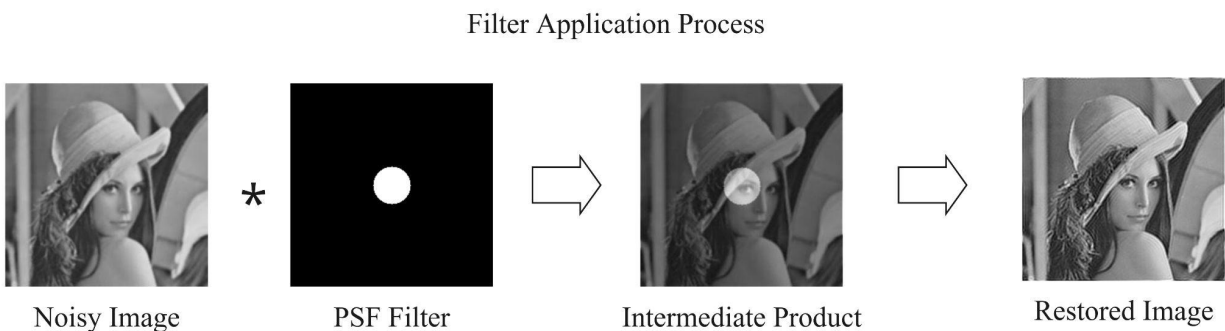 Filter Application Process
*
Noisy Image
PSF Filter
Intermediate Product
Restored Image